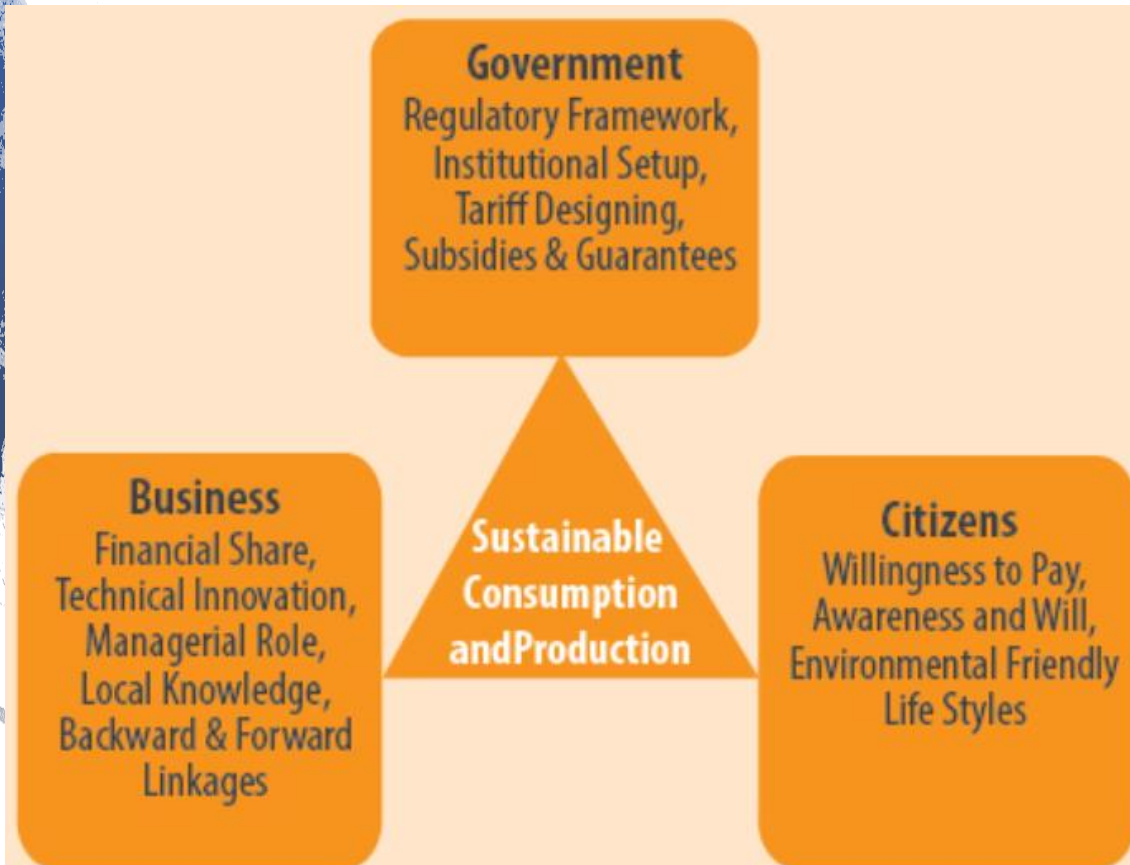 Government
Regulatory Framework,
Institutional Setup,
Tariff Designing,
Subsidies & Guarantees
Business
Financial Share,
Technical Innovation,
Managerial Role,
Local Knowledge,
Backward & Forward
Linkages
Sustainable
Consumption
andProduction
Citizens
Willingness to Pay,
Awareness and Will,
Environmental Friendly
Life Styles